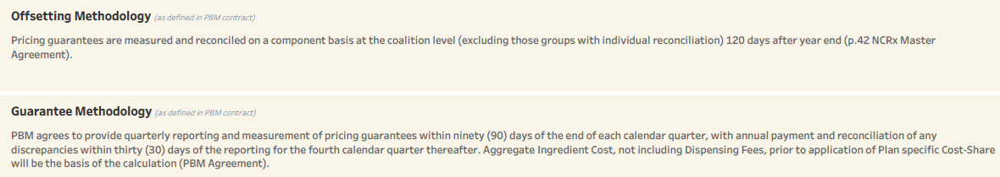 Offsetting Methodology (as defined in PBM contract)
Pricing guarantees are measured and reconciled on a component basis at the coalition level (excluding those groups with individual reconciliation) 120 days after year end (p.42 NCRx Master
Agreement).
Guarantee Methodology (as defined in PBM contract)
PBM agrees to provide quarterly reporting and measurement of pricing guarantees within ninety (90) days of the end of each calendar quarter, with annual payment and reconciliation of any
discrepancies within thirty (30) days of the reporting for the fourth calendar quarter thereafter. Aggregate Ingredient Cost, not including Dispensing Fees, prior to application of Plan specific Cost-Share
will be the basis of the calculation (PBM Agreement).